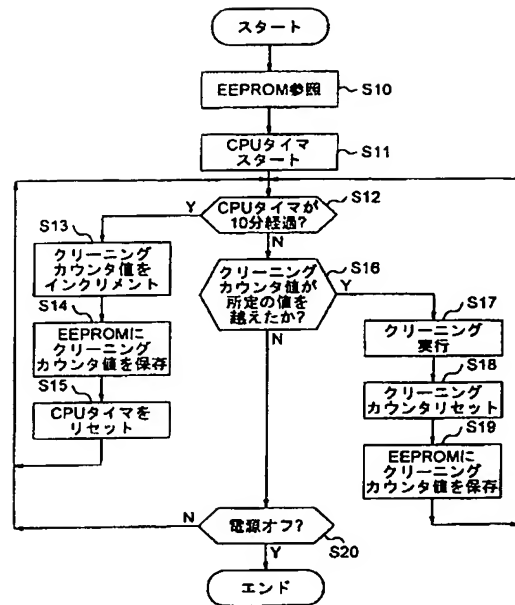 スタート
EEPROM参照
S10
CPUタイマ
スタート
S11
CPUタイマが
10分経過?
S12
Y
N
S13
クリーニング
カウンタ値を
インクリメント
S14
EEPROMに
クリーニング
カウンタ値を保存
S15
CPUタイマを
リセット
クリーニング
カウンタ値が
所定の値を
越えたか?
S16
Y
N
S17
クリーニング
実行
S18
クリーニング
カウンタリセット
S19
EEPROMに
クリーニング
カウンタ値を保存
電源オフ?
N
S20
Y
エンド